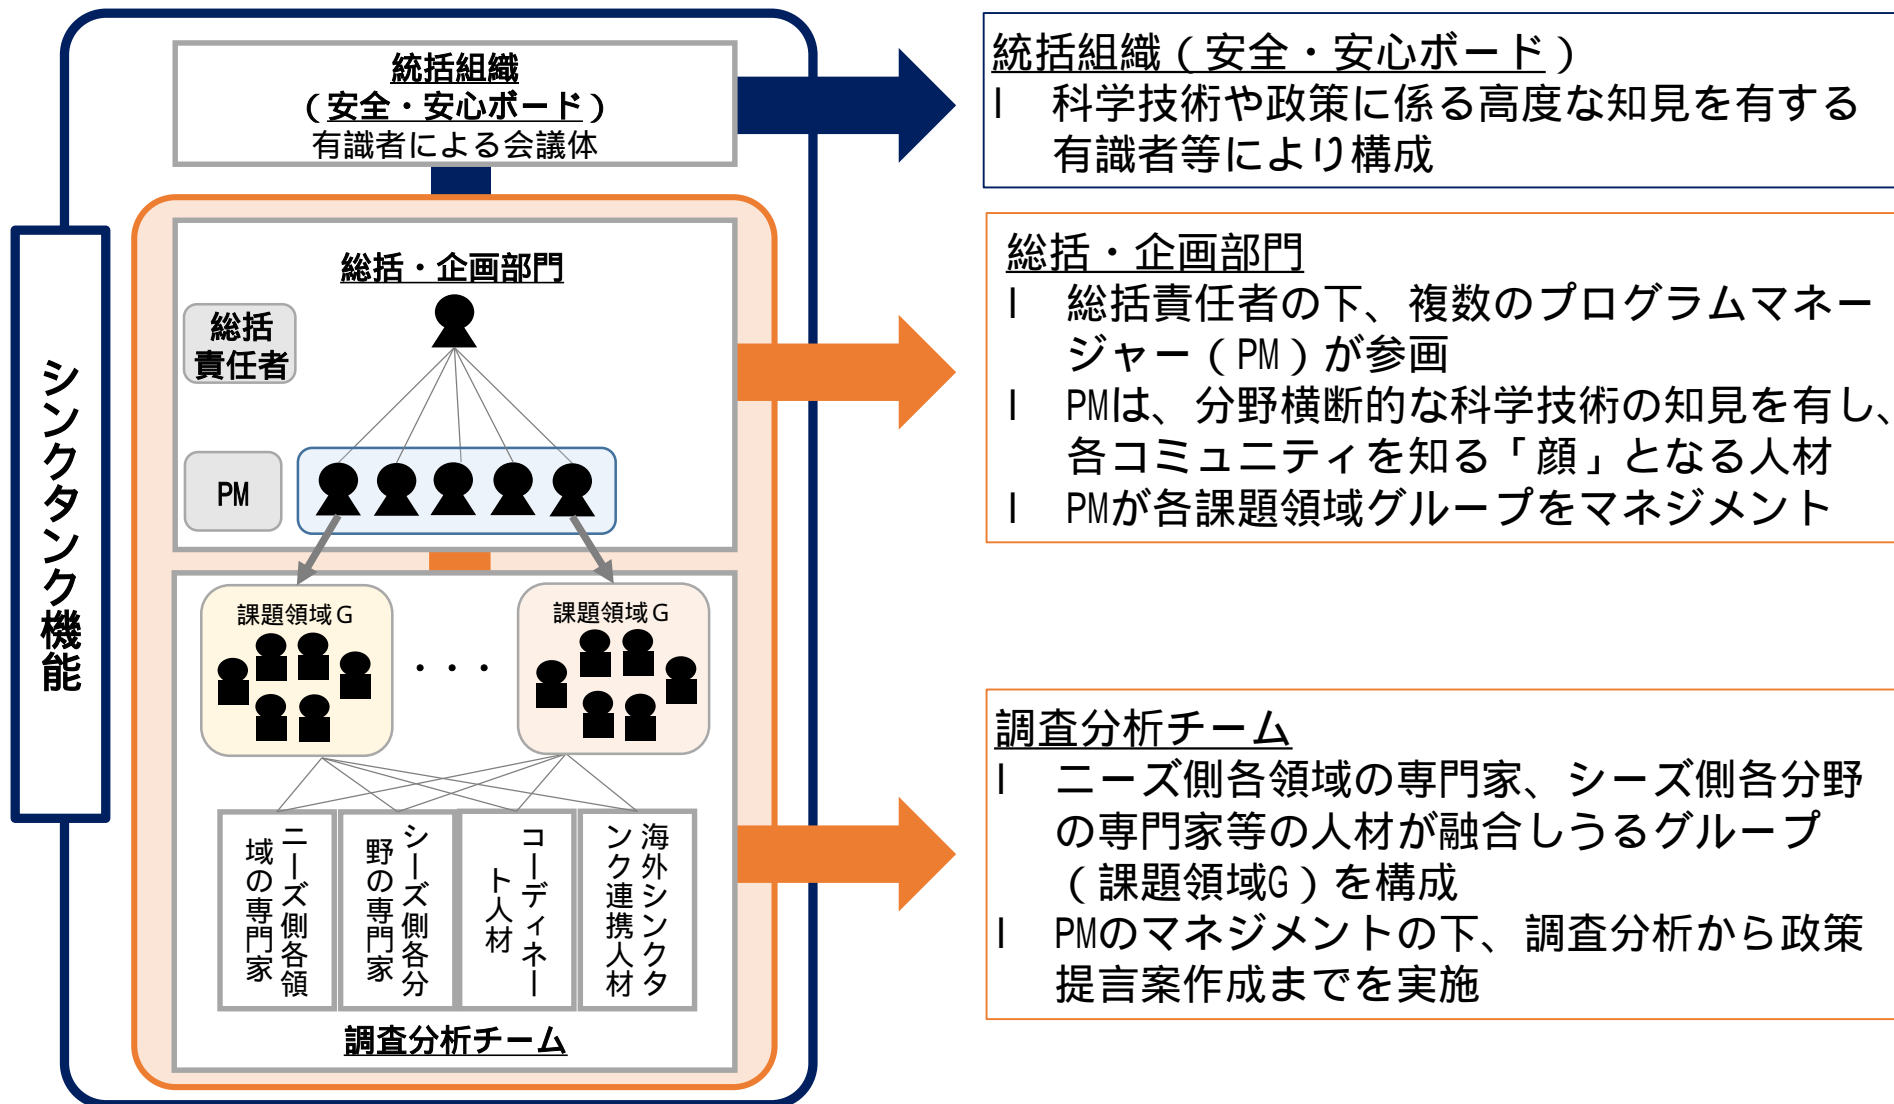 シンクタンク機能
統括組織
（安全・安心ボード）
有識者による会議体
総括・企画部門
総括
責任者
PM
課題領域G
・・・
課題領域G
ニーズ側各領
域の専門家
シーズ側各分
野の専門家
コーディネー
ト人材
海外シンクタ
ンク連携人材
調査分析チーム
統括組織（安全・安心ボード）
l 科学技術や政策に係る高度な知見を有する
有識者等により構成
総括・企画部門
l 総括責任者の下、複数のプログラムマネー
ジャー（PM）が参画
l PMは、分野横断的な科学技術の知見を有し、
各コミュニティを知る「顔」となる人材
l PMが各課題領域グループをマネジメント
調査分析チーム
l ニーズ側各領域の専門家、シーズ側各分野
の専門家等の人材が融合しうるグループ
（課題領域G）を構成
l PMのマネジメントの下、調査分析から政策
提言案作成までを実施